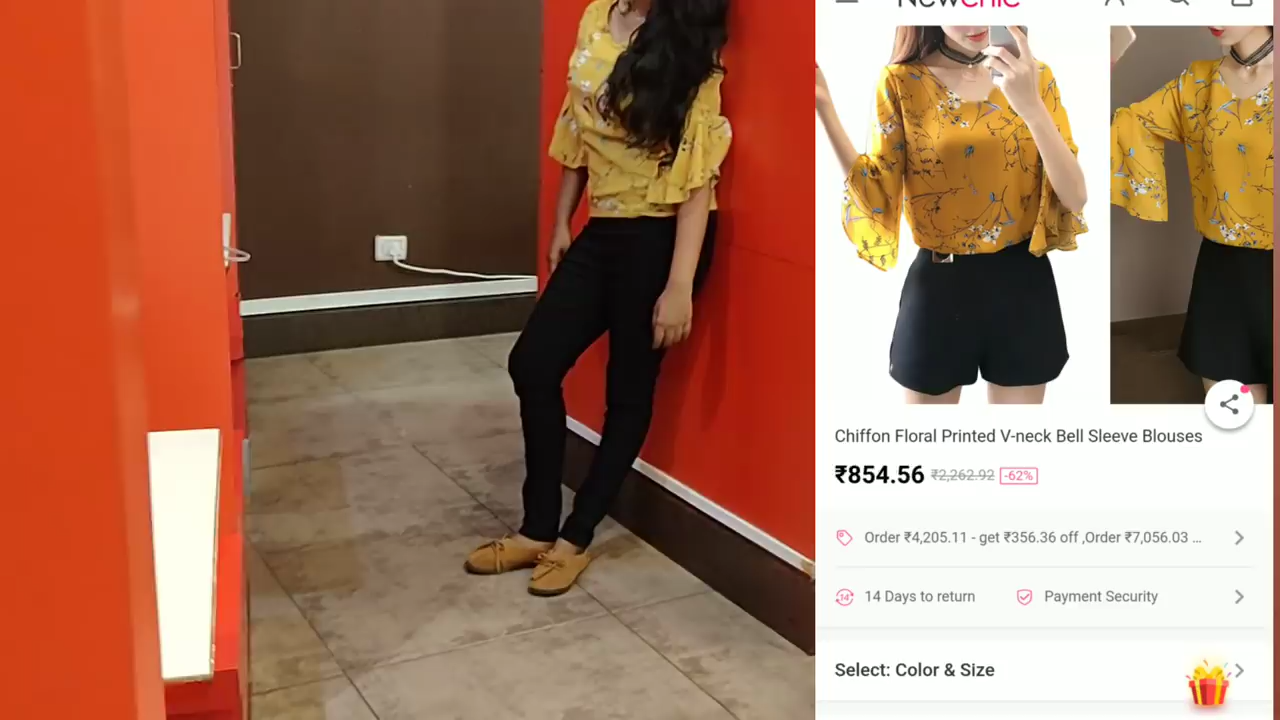 Newchic
Chiffon Floral Printed V-neck Bell Sleeve Blouses
₹854.56 ₹2,262.92 -62%
Order ₹4,205.11 - get ₹356.36 off ,Order ₹7,056.03 ...
14 Days to return Payment Security
Select: Color & Size